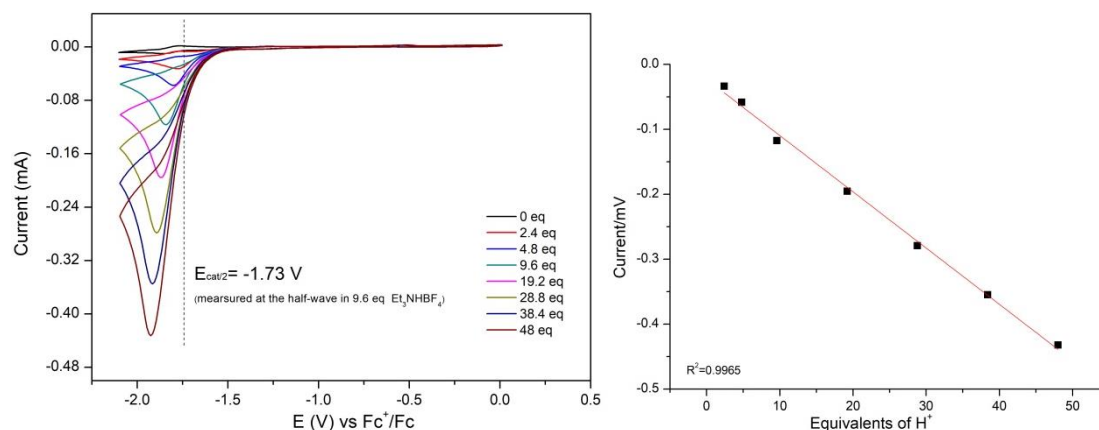 0.00
-0.08
-0.16
-0.24
-0.32
-0.40
-0.48
Current (mA)
0 eq
2.4 eq
4.8 eq
9.6 eq
19.2 eq
28.8 eq
38.4 eq
48 eq
Ecat/2= -1.73 V
(mearsured at the half-wave in 9.6 eq Et3NHBF4)
-2.0 -1.5 -1.0 -0.5 0.0 0.5
E (V) vs Fc+/Fc
0.0
-0.1
-0.2
-0.3
-0.4
-0.5
Current/mV
R2=0.9965
0 10 20 30 40 50
Equivalents of H+